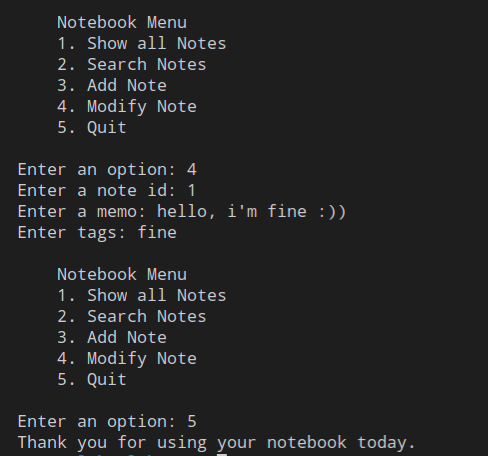 Notebook Menu
1. Show all Notes
2. Search Notes
3. Add Note
4. Modify Note
5. Quit
Enter an option: 4
Enter a note id: 1
Enter a memo: hello, i'm fine :))
Enter tags: fine
Notebook Menu
1. Show all Notes
2. Search Notes
3. Add Note
4. Modify Note
5. Quit
Enter an option: 5
Thank you for using your notebook today.